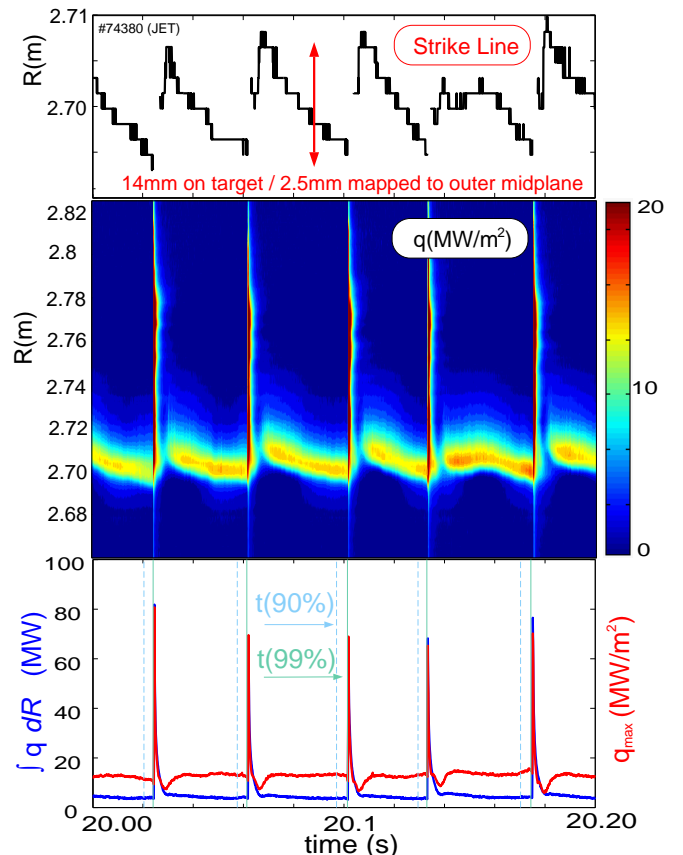 2.71
#74380 (JET)
Strike Line
R(m)
2.70
14mm on target / 2.5mm mapped to outer midplane
2.82
20
q(MW/m²)
2.8
2.78
R(m)
2.76
10
2.74
2.72
2.70
2.68
0
100
80
t(90%)
t(99%)
60
∫ q dR (MW)
q_max (MW/m²)
40
20
0
20.00
20.1
20.20
time (s)